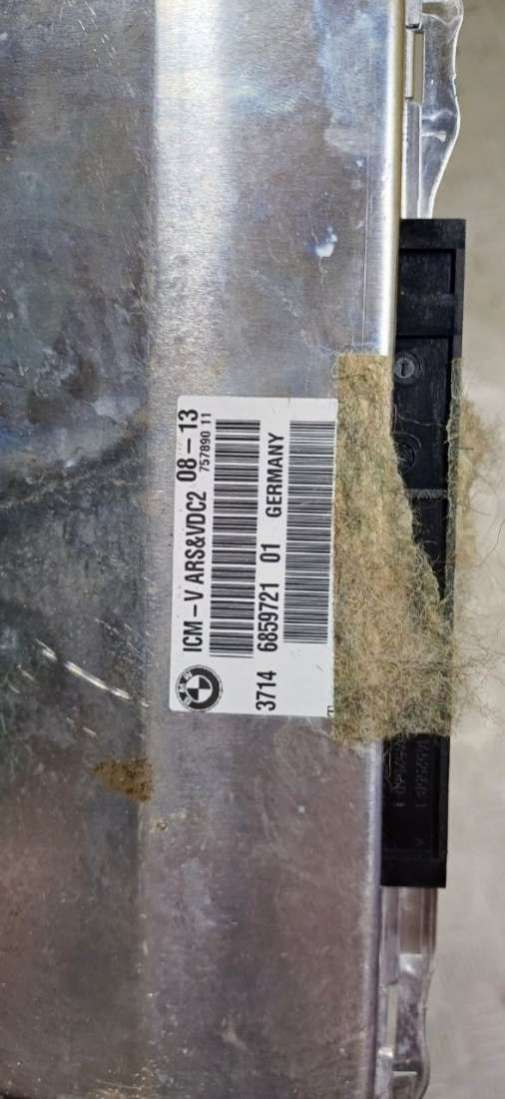 ICM-V ARS&VDC2 08-13
757890 11
3714 6859721 01 GERMANY